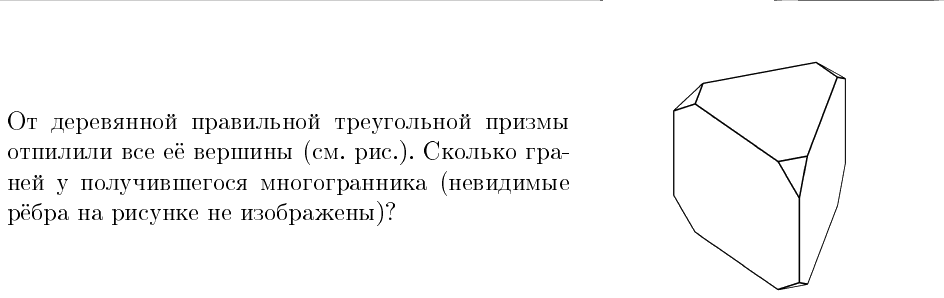 От деревянной правильной треугольной призмы
отпилили все её вершины (см. рис.). Сколько гра-
ней у получившегося многогранника (невидимые
рёбра на рисунке не изображены)?